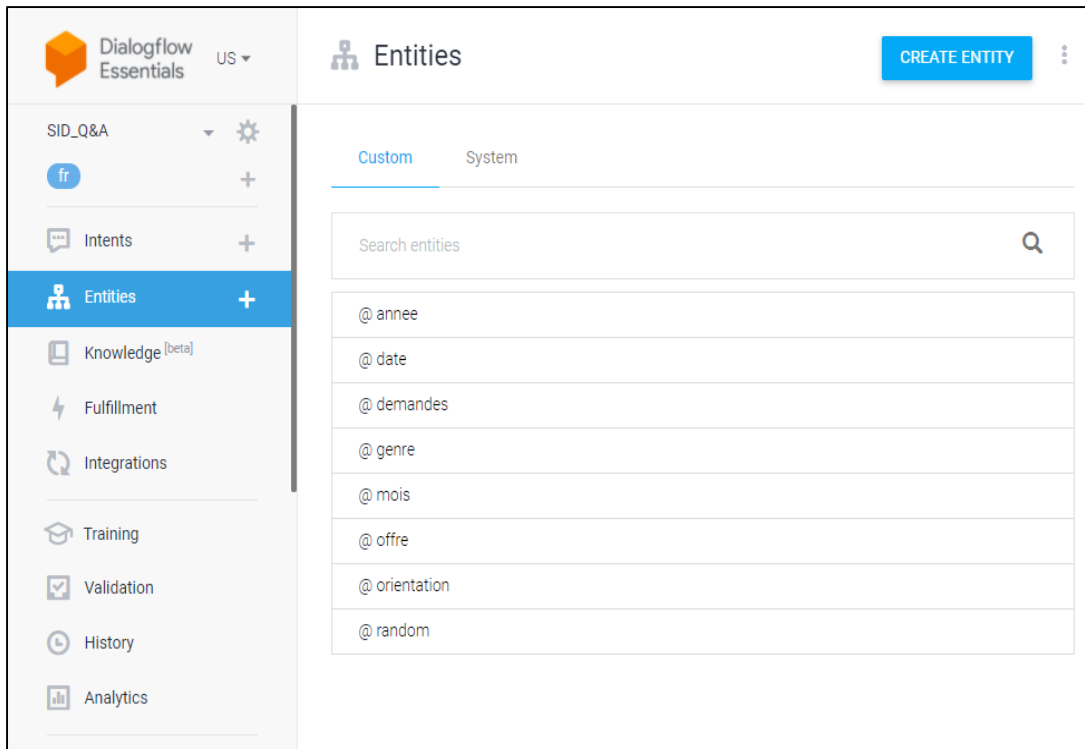 Dialogflow
Essentials
US
Entities
CREATE ENTITY
SID_Q&A
fr
Intents
Entities
Knowledge [beta]
Fulfillment
Integrations
Training
Validation
History
Analytics
Custom
System
Search entities
@ annee
@ date
@ demandes
@ genre
@ mois
@ offre
@ orientation
@ random